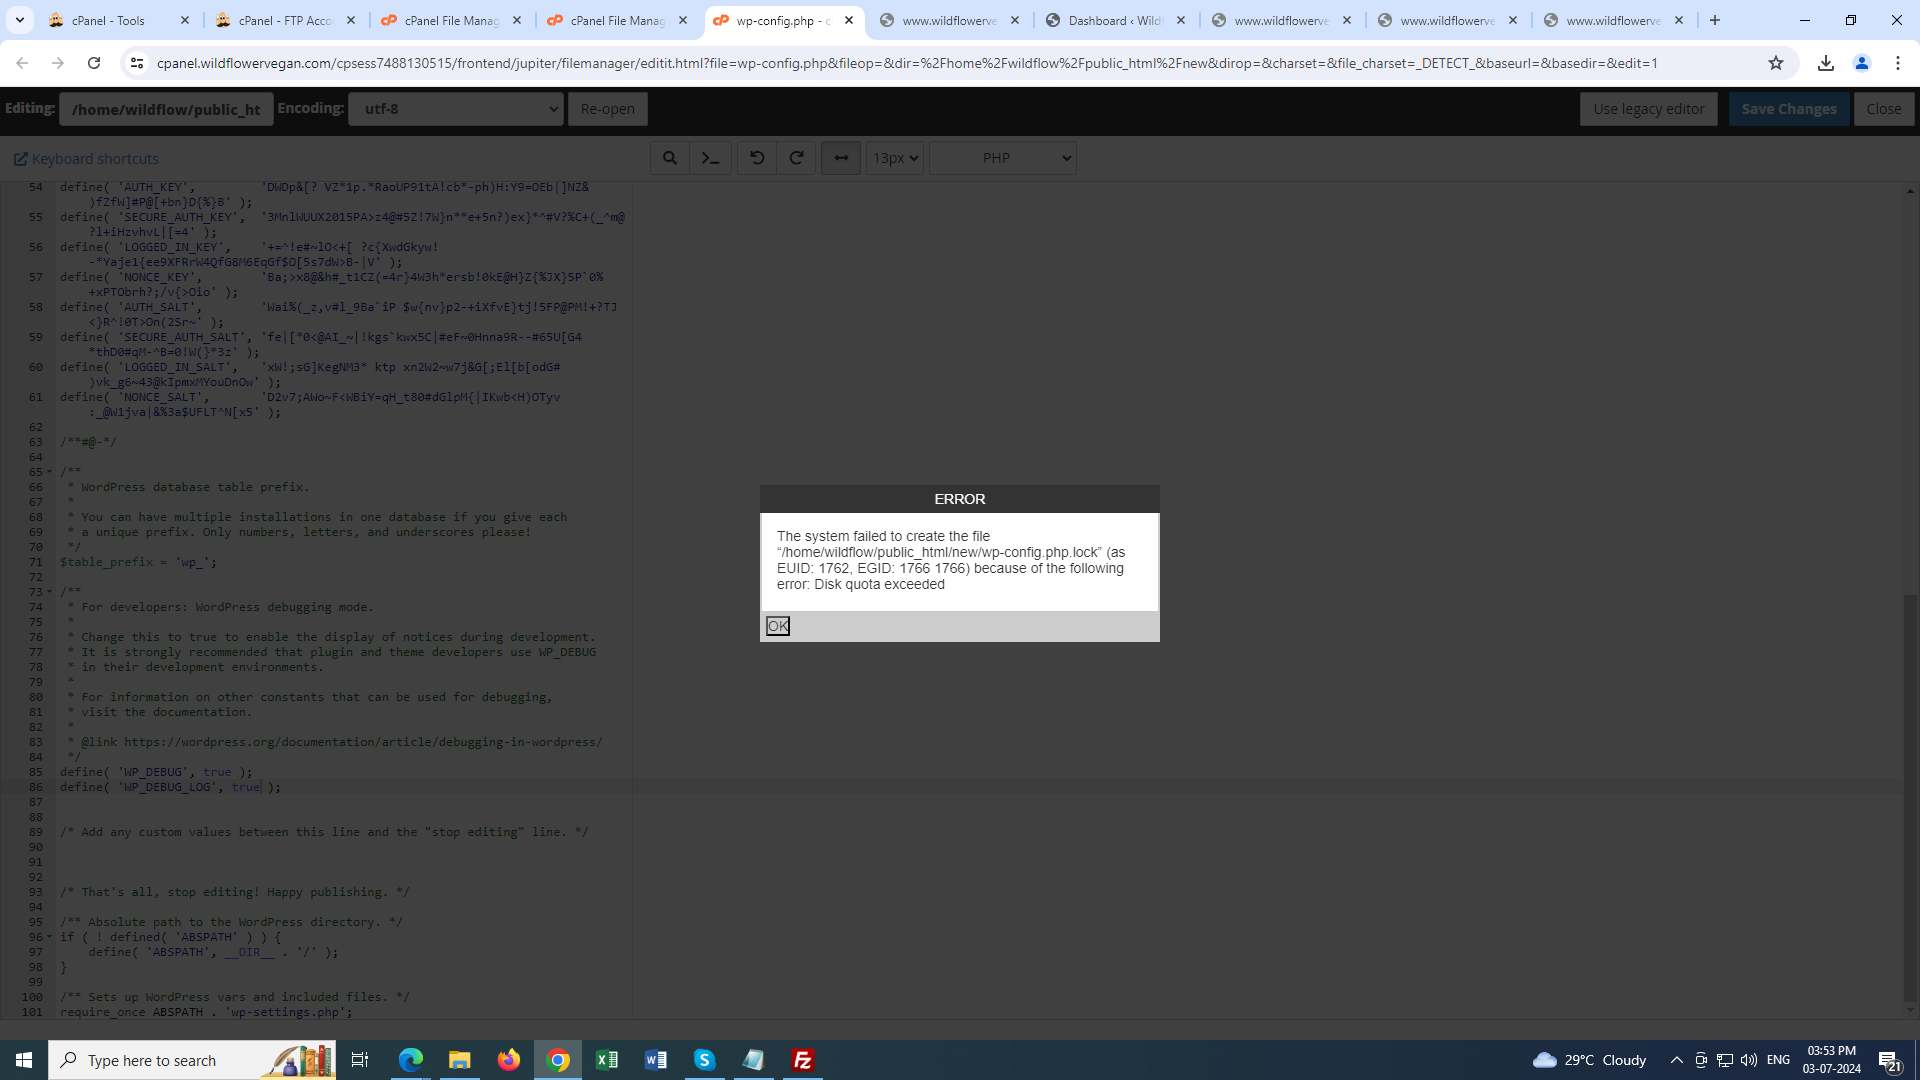 cPanel - Tools
cPanel - FTP Acco
cPanel File Manag
cPanel File Manag
wp-config.php - c
www.wildflowerve
Dashboard ‹ Wildf
www.wildflowerve
www.wildflowerve
www.wildflowerve
cpanel.wildflowervegan.com/cpsess7488130515/frontend/jupiter/filemanager/editit.html?file=wp-config.php&fileop=&dir=%2Fhome%2Fwildflow%2Fpublic_html%2Fnew&dirop=&charset=&file_charset=_DETECT_&baseurl=&basedir=&edit=1
Editing: /home/wildflow/public_ht Encoding: utf-8 Re-open Use legacy editor Save Changes Close
Keyboard shortcuts 13px PHP
54 define( 'AUTH_KEY', 'DWDp&[? VZ*1p.*RaoUP91tA!cb*-ph)H:Y9=OEb|]NZ&
)fZfW]#P@[+bn}D{%}B' );
55 define( 'SECURE_AUTH_KEY', '3MnlWUUX2015PA>z4@#5Z!7W}n**e+5n?)ex}*^#V?%C+(_^m@
?l+iHzvhvL|[=4' );
56 define( 'LOGGED_IN_KEY', '+=^!e#~lO<+[ ?c{XwdGkyw!
-*Yaje1{ee9XFRrW4QfG8M6EqGf$O[5s7dW>B-|V' );
57 define( 'NONCE_KEY', 'Ba;>x8@&h#_t1CZ(=4r}4W3h*ersb!0kE@H}Z{%JX}5P`0%
+xPTObrh?;/v{>Oio' );
58 define( 'AUTH_SALT', 'Wai%(_z,v#l_9Ba`iP $w{nv}p2-+iXfvE}tj!5FP@PM!+?TJ
<}R^!0T>On(2Sr~' );
59 define( 'SECURE_AUTH_SALT', 'fe|[*0<@AI_~|!kgs`kwx5C|#eF~0Hnna9R--#65U[G4
*thD0#qM-^B=0!W(}*3z' );
60 define( 'LOGGED_IN_SALT', 'xW!;sG]KegNM3* ktp xn2W2~w7j&G[;El[b[odG#
)vk_g6~43@kIpmxMYouDnOw' );
61 define( 'NONCE_SALT', 'D2v7;AWo~F<WBiY=qH_t80#dGlpM{|IKwb<H)OTyv
:_@W1jva|&%3a$UFLT^N[x5' );
62
63 /**#@-*/
64
65 /**
66 * WordPress database table prefix.
67 *
68 * You can have multiple installations in one database if you give each
69 * a unique prefix. Only numbers, letters, and underscores please!
70 */
71 $table_prefix = 'wp_';
72
73 /**
74 * For developers: WordPress debugging mode.
75 *
76 * Change this to true to enable the display of notices during development.
77 * It is strongly recommended that plugin and theme developers use WP_DEBUG
78 * in their development environments.
79 *
80 * For information on other constants that can be used for debugging,
81 * visit the documentation.
82 *
83 * @link https://wordpress.org/documentation/article/debugging-in-wordpress/
84 */
85 define( 'WP_DEBUG', true );
86 define( 'WP_DEBUG_LOG', true );
87
88
89 /* Add any custom values between this line and the "stop editing" line. */
90
91
92
93 /* That's all, stop editing! Happy publishing. */
94
95 /** Absolute path to the WordPress directory. */
96 if ( ! defined( 'ABSPATH' ) ) {
97 define( 'ABSPATH', __DIR__ . '/' );
98 }
99
100 /** Sets up WordPress vars and included files. */
101 require_once ABSPATH . 'wp-settings.php';
ERROR
The system failed to create the file
“/home/wildflow/public_html/new/wp-config.php.lock” (as
EUID: 1762, EGID: 1766 1766) because of the following
error: Disk quota exceeded
OK
Type here to search
29°C Cloudy
ENG
03:53 PM
03-07-2024
21